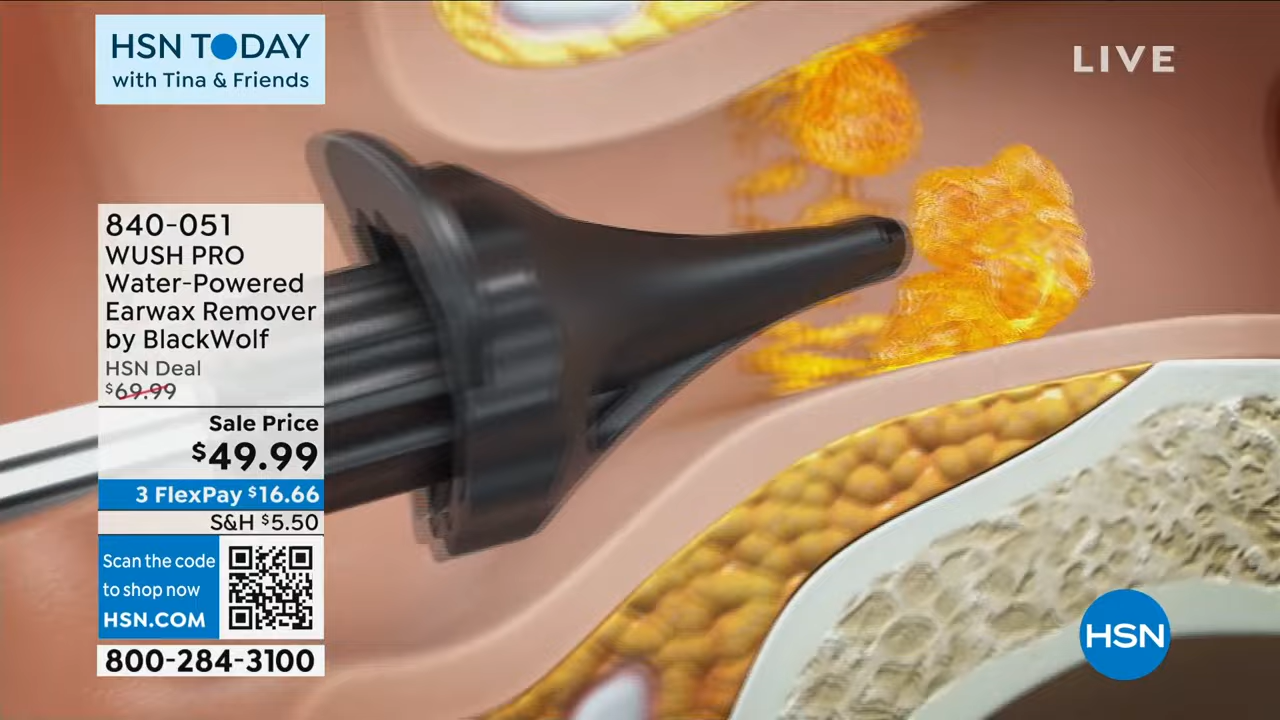 HSN TODAY
with Tina & Friends
LIVE
840-051
WUSH PRO
Water-Powered
Earwax Remover
by BlackWolf
HSN Deal
$69.99
Sale Price
$49.99
3 FlexPay $16.66
S&H $5.50
Scan the code
to shop now
HSN.COM
800-284-3100
HSN